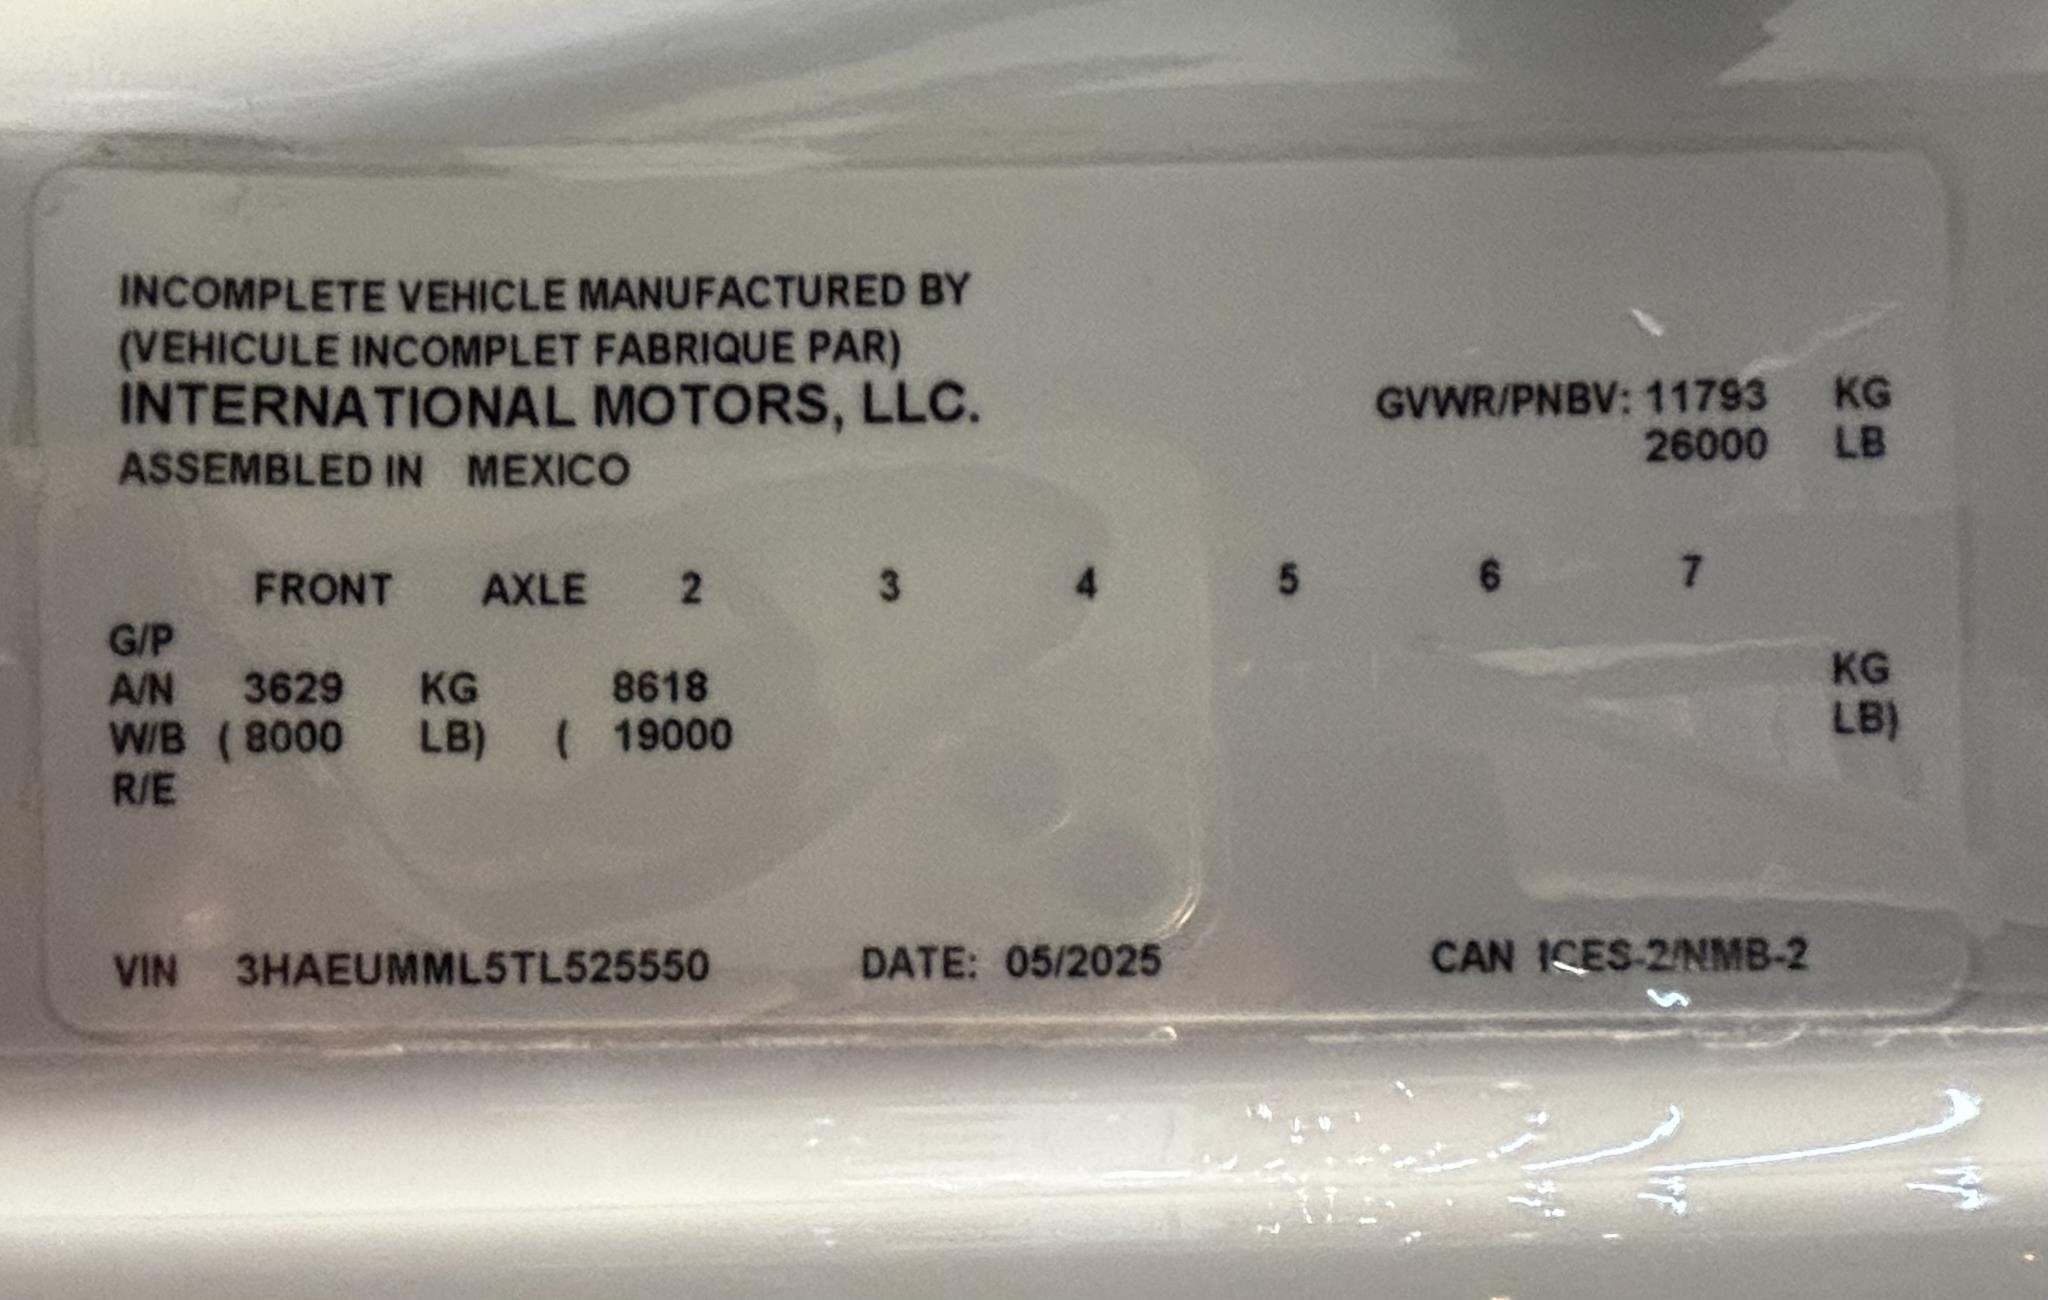 INCOMPLETE VEHICLE MANUFACTURED BY
(VEHICULE INCOMPLET FABRIQUE PAR)
INTERNATIONAL MOTORS, LLC.
ASSEMBLED IN MEXICO
GVWR/PNBV: 11793 KG
26000 LB
FRONT AXLE 2 3 4 5 6 7
G/P
A/N 3629 KG 8618 KG
W/B ( 8000 LB) ( 19000 LB)
R/E
VIN 3HAEUMML5TL525550 DATE: 05/2025 CAN ICES-2/NMB-2